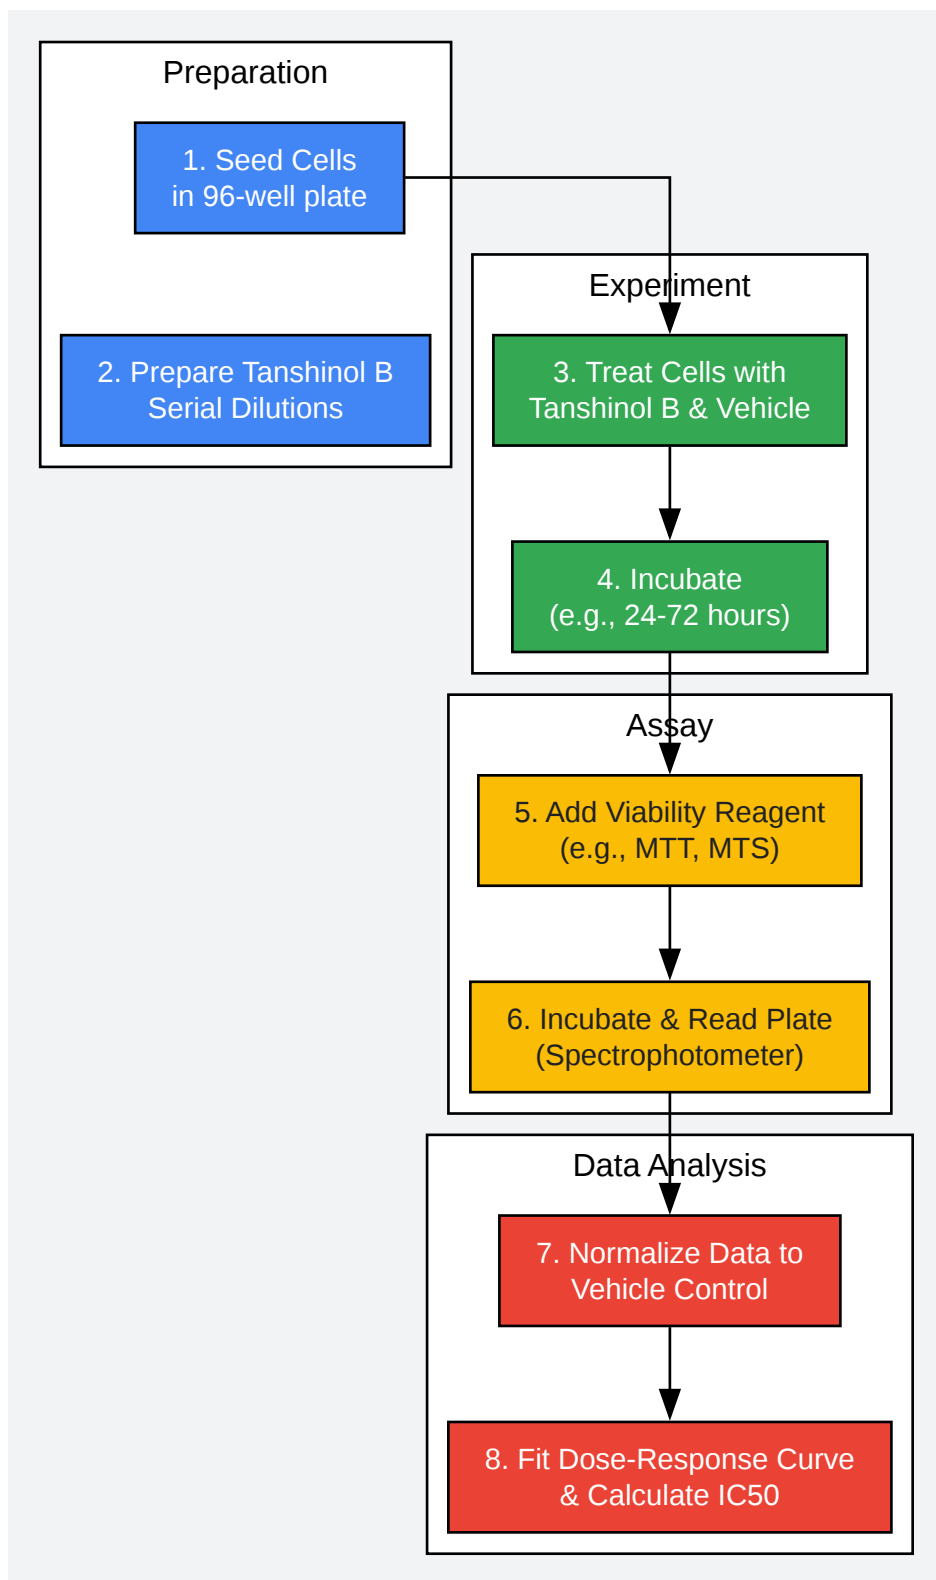 Preparation
1. Seed Cells
in 96-well plate
2. Prepare Tanshinol B
Serial Dilutions
Experiment
3. Treat Cells with
Tanshinol B & Vehicle
4. Incubate
(e.g., 24-72 hours)
Assay
5. Add Viability Reagent
(e.g., MTT, MTS)
6. Incubate & Read Plate
(Spectrophotometer)
Data Analysis
7. Normalize Data to
Vehicle Control
8. Fit Dose-Response Curve
& Calculate IC50